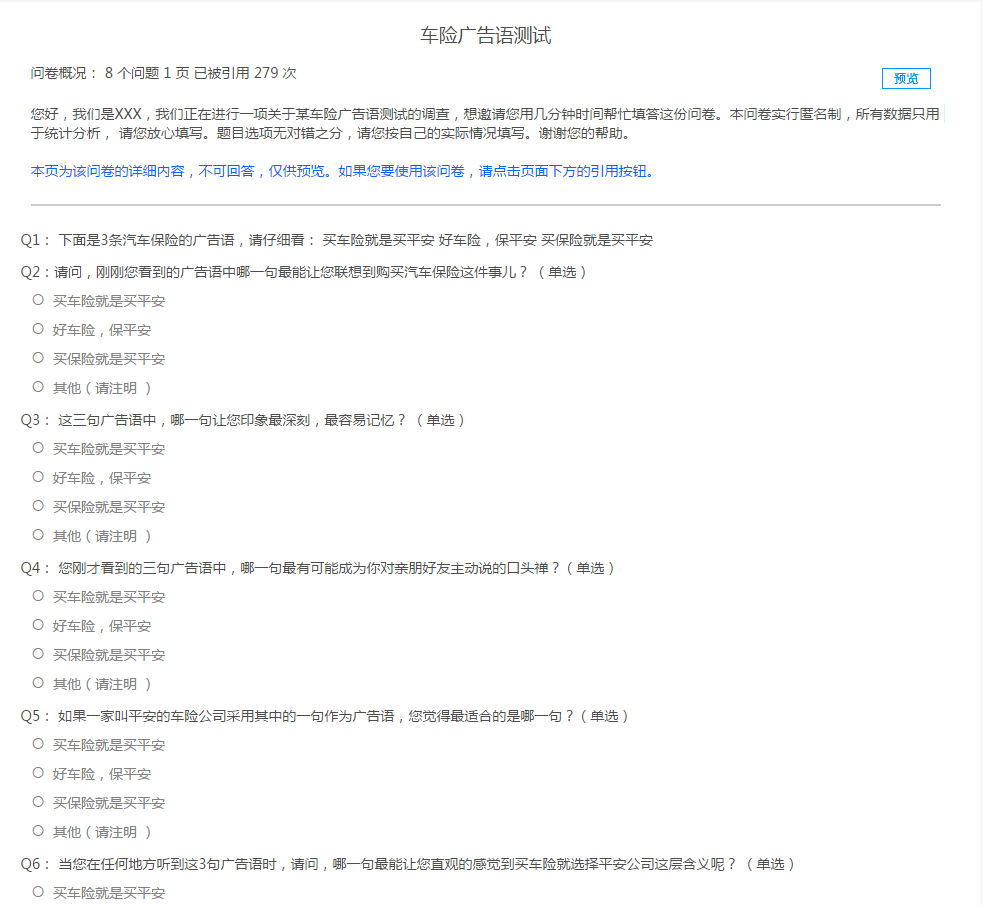 车险广告语测试
问卷概况： 8 个问题 1 页 已被引用 279 次
预览
您好，我们是XXX，我们正在进行一项关于某车险广告语测试的调查，想邀请您用几分钟时间帮忙填答这份问卷。本问卷实行匿名制，所有数据只用
于统计分析， 请您放心填写。题目选项无对错之分，请您按自己的实际情况填写。谢谢您的帮助。
本页为该问卷的详细内容，不可回答，仅供预览。如果您要使用该问卷，请点击页面下方的引用按钮。
Q1： 下面是3条汽车保险的广告语，请仔细看： 买车险就是买平安 好车险，保平安 买保险就是买平安
Q2：请问，刚刚您看到的广告语中哪一句最能让您联想到购买汽车保险这件事儿？（单选）
买车险就是买平安
好车险，保平安
买保险就是买平安
其他（请注明 ）
Q3： 这三句广告语中，哪一句让您印象最深刻，最容易记忆？（单选）
买车险就是买平安
好车险，保平安
买保险就是买平安
其他（请注明 ）
Q4： 您刚才看到的三句广告语中，哪一句最有可能成为你对亲朋好友主动说的口头禅？（单选）
买车险就是买平安
好车险，保平安
买保险就是买平安
其他（请注明 ）
Q5： 如果一家叫平安的车险公司采用其中的一句作为广告语，您觉得最适合的是哪一句？（单选）
买车险就是买平安
好车险，保平安
买保险就是买平安
其他（请注明 ）
Q6： 当您在任何地方听到这3句广告语时，请问，哪一句最能让您直观的感觉到买车险就选择平安公司这层含义呢？（单选）
买车险就是买平安